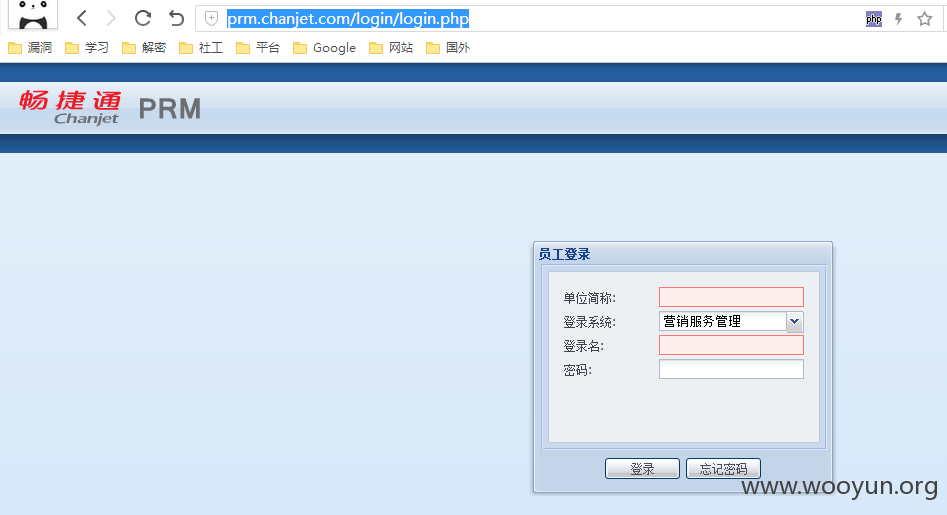 prm.chanjet.com/login/login.php
php
漏洞 学习 解密 社工 平台 Google 网站 国外
畅捷通 PRM
Chanjet
员工登录
单位简称:
登录系统: 营销服务管理
登录名:
密码:
登录 忘记密码
www.wooyun.org